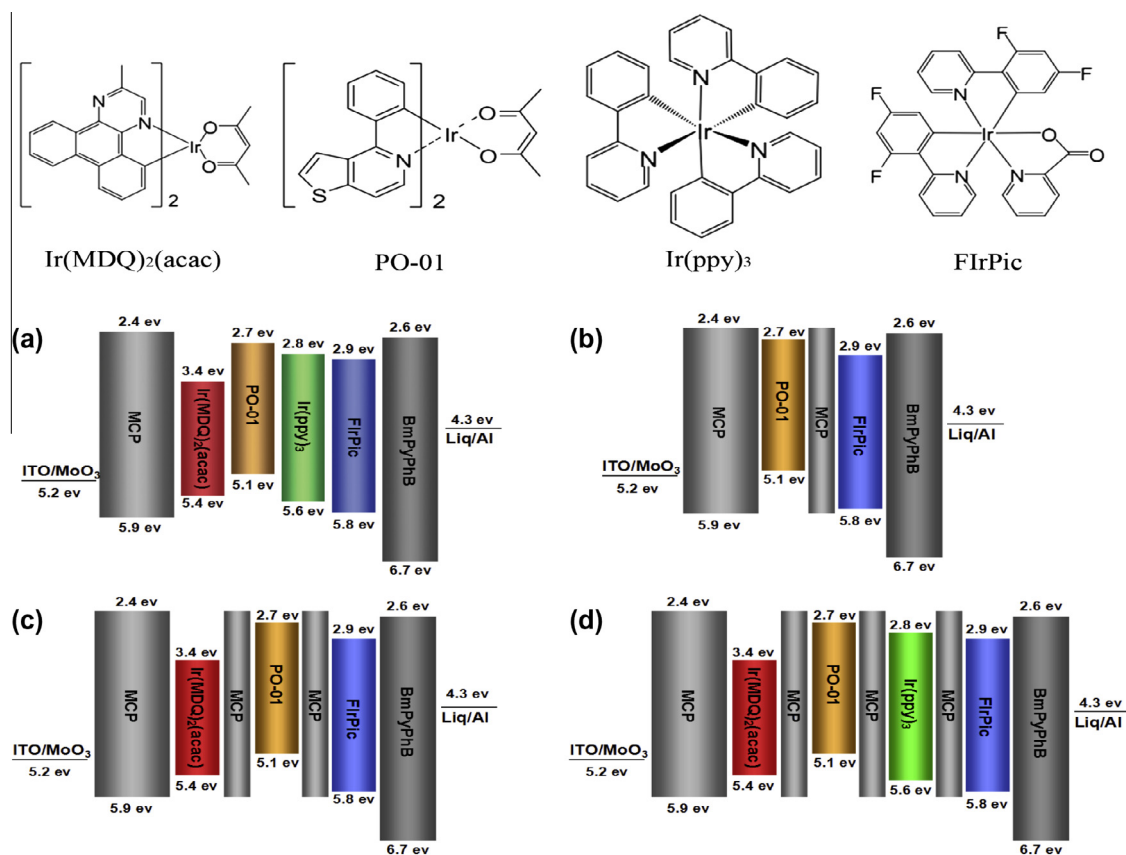 N
N
Ir
O
O
2
Ir(MDQ)₂(acac)
S
N
Ir
O
O
2
PO-01
N
Ir
N
N
Ir(ppy)₃
F
F
N
Ir
O
O
F
F
N
N
FIrPic
(a)
2.4 ev
2.7 ev
2.8 ev
2.9 ev
2.6 ev
3.4 ev
MCP
Ir(MDQ)₂(acac)
PO-01
Ir(ppy)₃
FIrPic
BmPyPhB
4.3 ev
Liq/Al
ITO/MoO₃
5.2 ev
5.9 ev
5.4 ev
5.1 ev
5.6 ev
5.8 ev
6.7 ev
(b)
2.4 ev
2.7 ev
2.9 ev
2.6 ev
MCP
PO-01
MCP
FIrPic
BmPyPhB
4.3 ev
Liq/Al
ITO/MoO₃
5.2 ev
5.9 ev
5.1 ev
5.8 ev
6.7 ev
(c)
2.4 ev
2.7 ev
2.9 ev
2.6 ev
3.4 ev
MCP
Ir(MDQ)₂(acac)
MCP
PO-01
MCP
FIrPic
BmPyPhB
4.3 ev
Liq/Al
ITO/MoO₃
5.2 ev
5.9 ev
5.4 ev
5.1 ev
5.8 ev
6.7 ev
(d)
2.4 ev
2.7 ev
2.8 ev
2.9 ev
2.6 ev
3.4 ev
MCP
Ir(MDQ)₂(acac)
MCP
PO-01
MCP
Ir(ppy)₃
MCP
FIrPic
BmPyPhB
4.3 ev
Liq/Al
ITO/MoO₃
5.2 ev
5.9 ev
5.4 ev
5.1 ev
5.6 ev
5.8 ev
6.7 ev